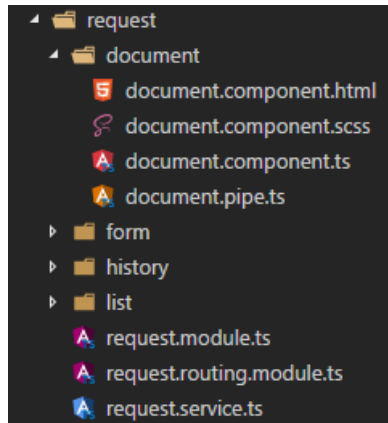 request
document
document.component.html
document.component.scss
document.component.ts
document.pipe.ts
form
history
list
request.module.ts
request.routing.module.ts
request.service.ts